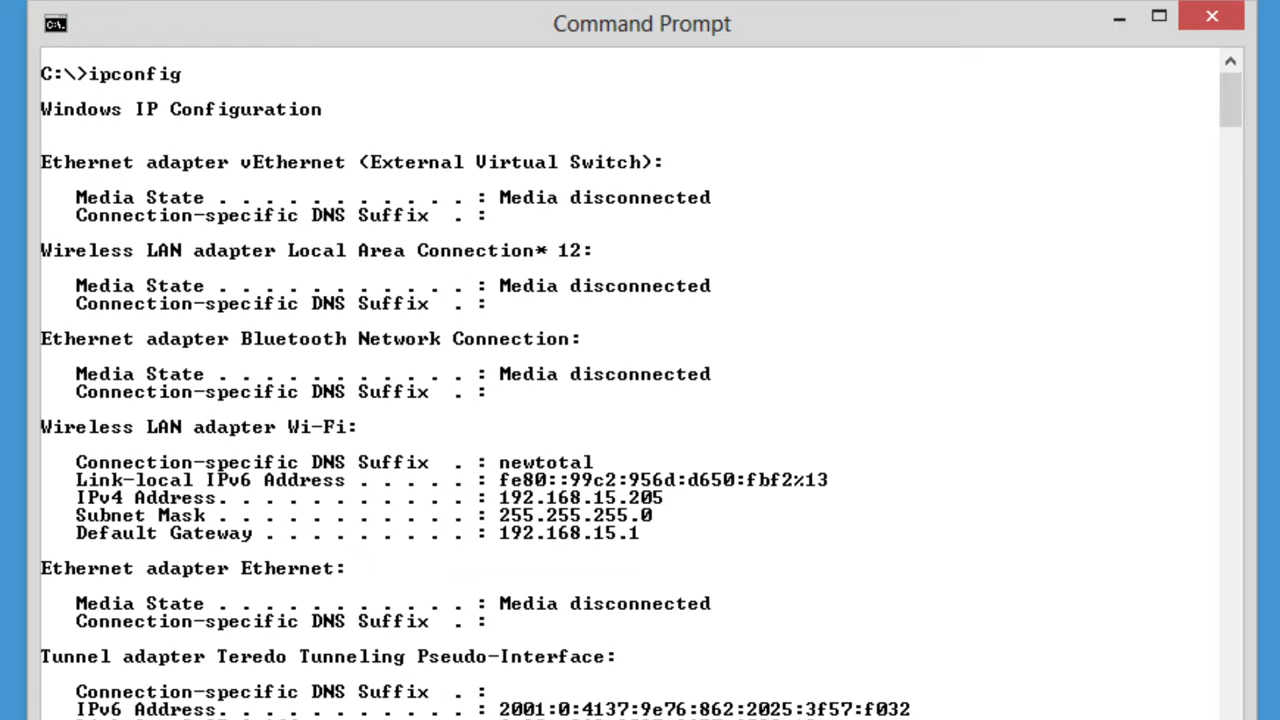 Command Prompt
C:\>ipconfig
Windows IP Configuration
Ethernet adapter vEthernet (External Virtual Switch):
Media State . . . . . . . . . . . : Media disconnected
Connection-specific DNS Suffix  . :
Wireless LAN adapter Local Area Connection* 12:
Media State . . . . . . . . . . . : Media disconnected
Connection-specific DNS Suffix  . :
Ethernet adapter Bluetooth Network Connection:
Media State . . . . . . . . . . . : Media disconnected
Connection-specific DNS Suffix  . :
Wireless LAN adapter Wi-Fi:
Connection-specific DNS Suffix  . : newtotal
Link-local IPv6 Address . . . . . : fe80::99c2:956d:d650:fbf2%13
IPv4 Address. . . . . . . . . . . : 192.168.15.205
Subnet Mask . . . . . . . . . . . : 255.255.255.0
Default Gateway . . . . . . . . . : 192.168.15.1
Ethernet adapter Ethernet:
Media State . . . . . . . . . . . : Media disconnected
Connection-specific DNS Suffix  . :
Tunnel adapter Teredo Tunneling Pseudo-Interface:
Connection-specific DNS Suffix  . :
IPv6 Address. . . . . . . . . . . : 2001:0:4137:9e76:862:2025:3f57:f032